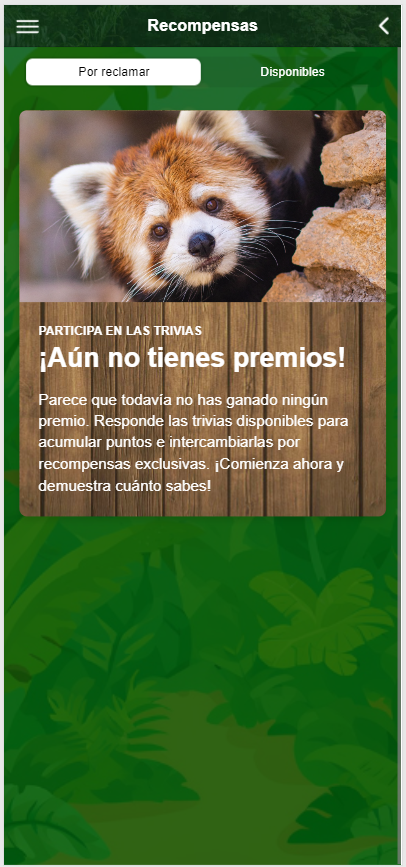 Recompensas
Por reclamar
Disponibles
PARTICIPA EN LAS TRIVIAS
¡Aún no tienes premios!
Parece que todavía no has ganado ningún
premio. Responde las trivias disponibles para
acumular puntos e intercambiarlas por
recompensas exclusivas. ¡Comienza ahora y
demuestra cuánto sabes!